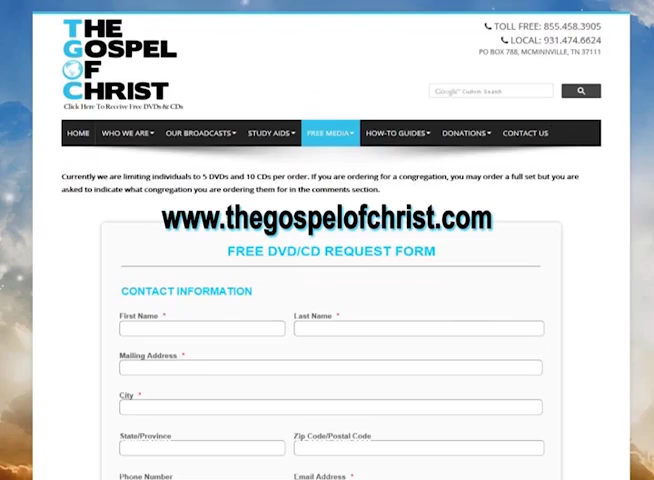 THE
GOSPEL
OF
CHRIST
Click Here To Receive Free DVDs & CDs
TOLL FREE: 855.458.3905
LOCAL: 931.474.6624
PO BOX 788, MCMINNVILLE, TN 37111
Google Custom Search
HOME WHO WE ARE OUR BROADCASTS STUDY AIDS FREE MEDIA HOW-TO GUIDES DONATIONS CONTACT US
Currently we are limiting individuals to 5 DVDs and 10 CDs per order. If you are ordering for a congregation, you may order a full set but you are
asked to indicate what congregation you are ordering them for in the comments section.
www.thegospelofchrist.com
FREE DVD/CD REQUEST FORM
CONTACT INFORMATION
First Name * Last Name *
Mailing Address *
City *
State/Province Zip Code/Postal Code
Phone Number Email Address *